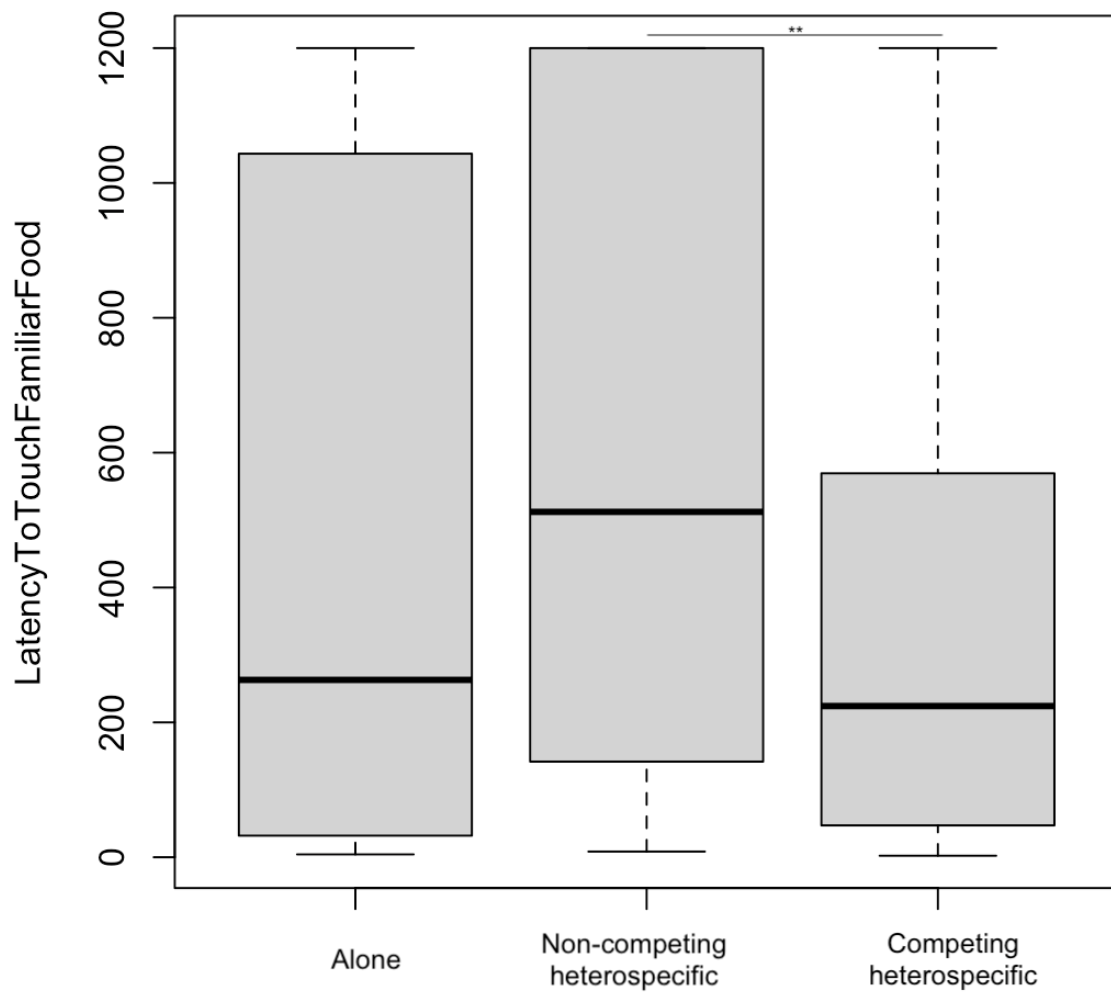 **
1200
1000
800
600
400
200
0
LatencyToTouchFamiliarFood
Alone
Non-competing
heterospecific
Competing
heterospecific